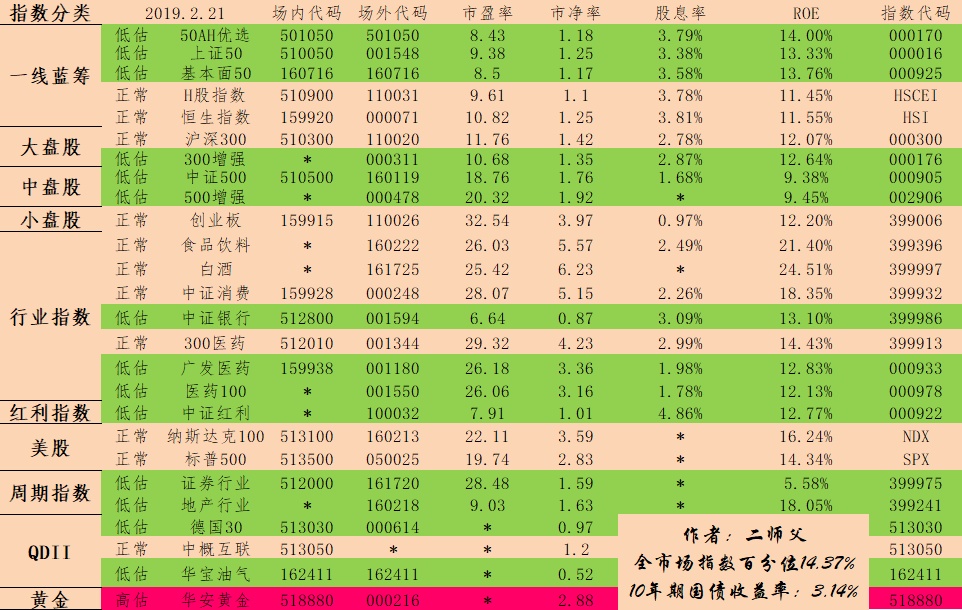 指数分类 2019.2.21 场内代码 场外代码 市盈率 市净率 股息率 ROE 指数代码
一线蓝筹
低估 50AH优选 501050 501050 8.43 1.18 3.79% 14.00% 000170
低估 上证50 510050 001548 9.38 1.25 3.38% 13.33% 000016
低估 基本面50 160716 160716 8.5 1.17 3.58% 13.76% 000925
正常 H股指数 510900 110031 9.61 1.1 3.78% 11.45% HSCEI
正常 恒生指数 159920 000071 10.82 1.25 3.81% 11.55% HSI
大盘股
正常 沪深300 510300 110020 11.76 1.42 2.78% 12.07% 000300
低估 300增强 * 000311 10.68 1.35 2.87% 12.64% 000176
中盘股
低估 中证500 510500 160119 18.76 1.76 1.68% 9.38% 000905
低估 500增强 * 000478 20.32 1.92 * 9.45% 002906
小盘股 正常 创业板 159915 110026 32.54 3.97 0.97% 12.20% 399006
行业指数
正常 食品饮料 * 160222 26.03 5.57 2.49% 21.40% 399396
正常 白酒 * 161725 25.42 6.23 * 24.51% 399997
正常 中证消费 159928 000248 28.07 5.15 2.26% 18.35% 399932
低估 中证银行 512800 001594 6.64 0.87 3.09% 13.10% 399986
正常 300医药 512010 001344 29.32 4.23 2.99% 14.43% 399913
低估 广发医药 159938 001180 26.18 3.36 1.98% 12.83% 000933
低估 医药100 * 001550 26.06 3.16 1.78% 12.13% 000978
红利指数 低估 中证红利 * 100032 7.91 1.01 4.86% 12.77% 000922
美股
正常 纳斯达克100 513100 160213 22.11 3.59 * 16.24% NDX
正常 标普500 513500 050025 19.74 2.83 * 14.34% SPX
周期指数
低估 证券行业 512000 161720 28.48 1.59 * 5.58% 399975
低估 地产行业 * 160218 9.03 1.63 * 18.05% 399241
QDII
低估 德国30 513030 000614 * 0.97 513030
正常 中概互联 513050 * * 1.2 513050
低估 华宝油气 162411 162411 * 0.52 162411
黄金 高估 华安黄金 518880 000216 * 2.88 518880
作者：二师父
全市场指数百分位14.37%
10年期国债收益率：3.14%